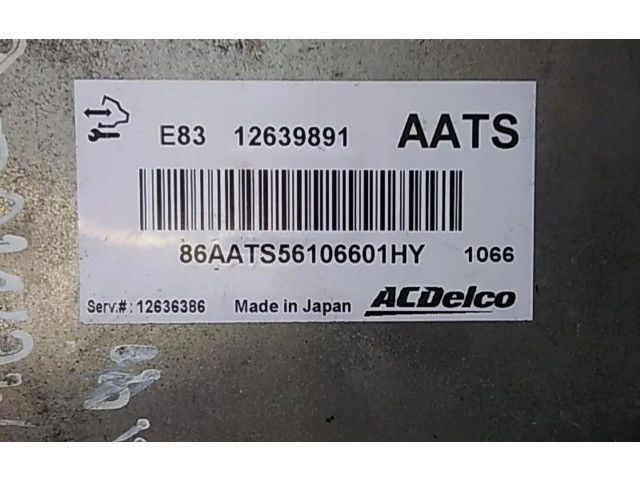 E83 12639891 AATS
86AATS56106601HY 1066
Serv.#: 12636386 Made in Japan ACDelco